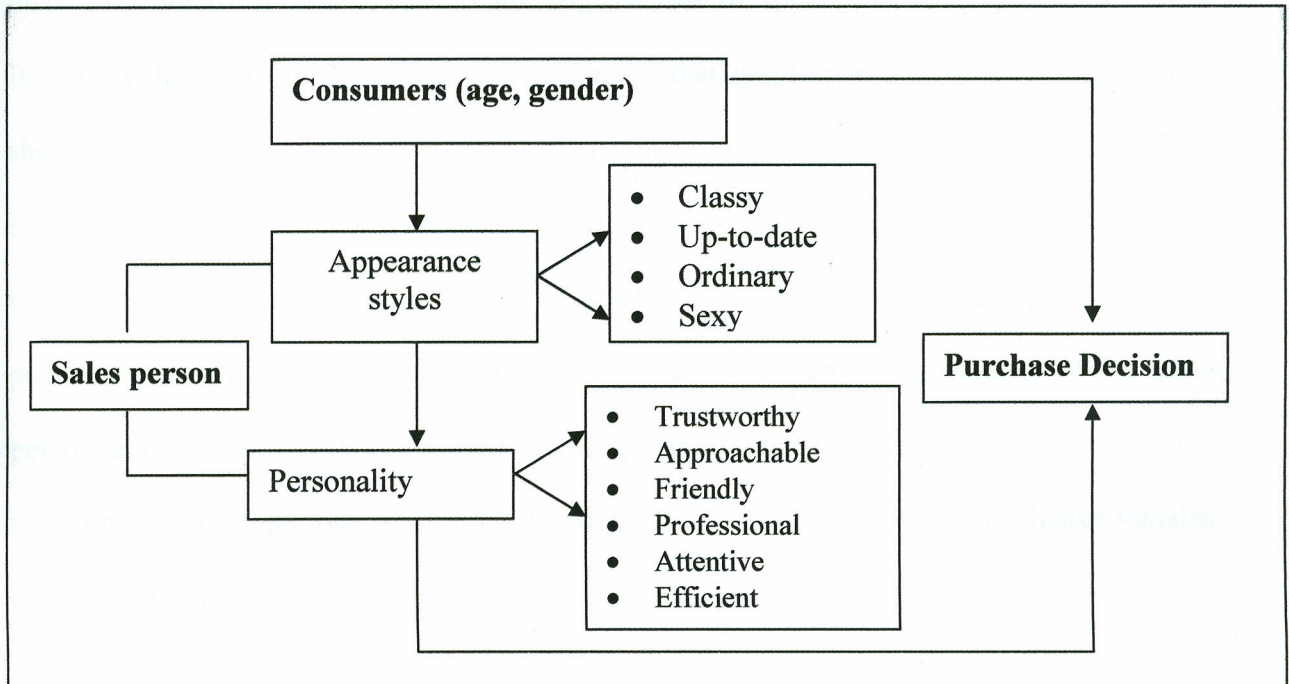 Consumers (age, gender)
• Classy
• Up-to-date
• Ordinary
• Sexy
Appearance
styles
Sales person
Purchase Decision
• Trustworthy
• Approachable
• Friendly
• Professional
• Attentive
• Efficient
Personality